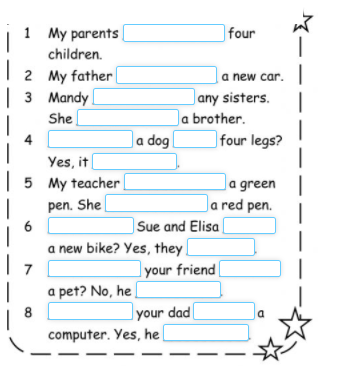 1 My parents four
children.
2 My father a new car.
3 Mandy any sisters.
She a brother.
4 a dog four legs?
Yes, it .
5 My teacher a green
pen. She a red pen.
6 Sue and Elisa
a new bike? Yes, they .
7 your friend
a pet? No, he .
8 your dad a
computer. Yes, he .